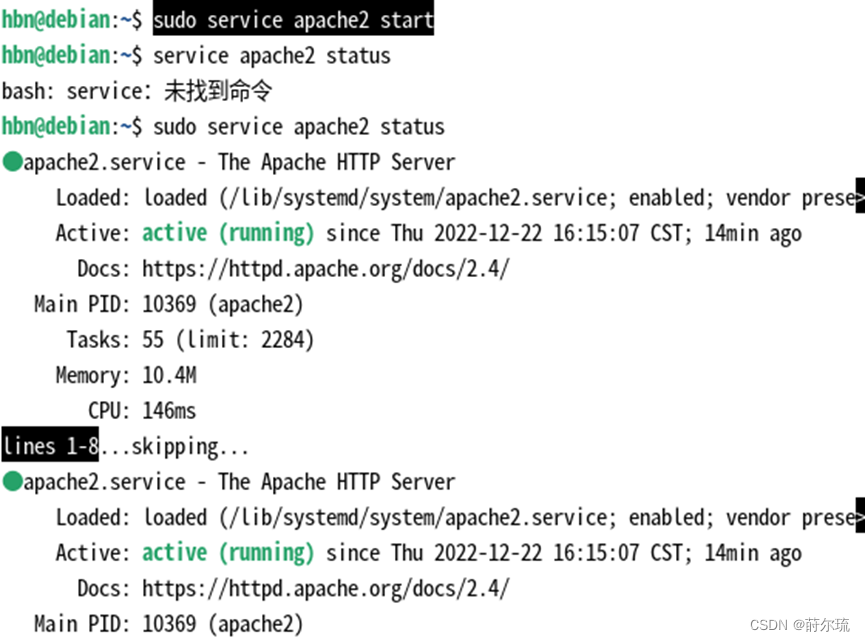 hbn@debian:~$ sudo service apache2 start
hbn@debian:~$ service apache2 status
bash: service：未找到命令
hbn@debian:~$ sudo service apache2 status
●apache2.service - The Apache HTTP Server
Loaded: loaded (/lib/systemd/system/apache2.service; enabled; vendor prese>
Active: active (running) since Thu 2022-12-22 16:15:07 CST; 14min ago
Docs: https://httpd.apache.org/docs/2.4/
Main PID: 10369 (apache2)
Tasks: 55 (limit: 2284)
Memory: 10.4M
CPU: 146ms
lines 1-8...skipping...
●apache2.service - The Apache HTTP Server
Loaded: loaded (/lib/systemd/system/apache2.service; enabled; vendor prese>
Active: active (running) since Thu 2022-12-22 16:15:07 CST; 14min ago
Docs: https://httpd.apache.org/docs/2.4/
Main PID: 10369 (apache2)
CSDN @莳尔琉